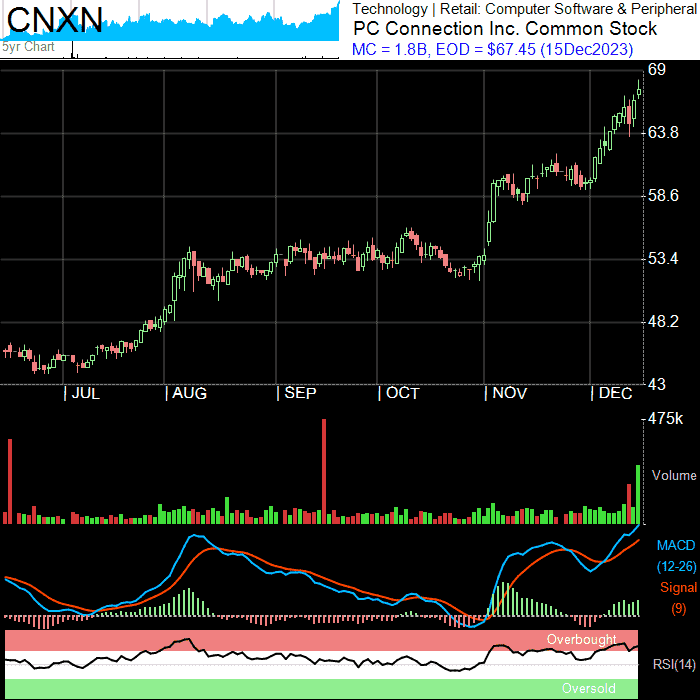 CNXN
5yr Chart
Technology | Retail: Computer Software & Peripheral
PC Connection Inc. Common Stock
MC = 1.8B, EOD = $67.45 (15Dec2023)
69
63.8
58.6
53.4
48.2
43
| JUL | AUG | SEP | OCT | NOV | DEC
475k
Volume
MACD
(12-26)
Signal
(9)
Overbought
RSI(14)
Oversold